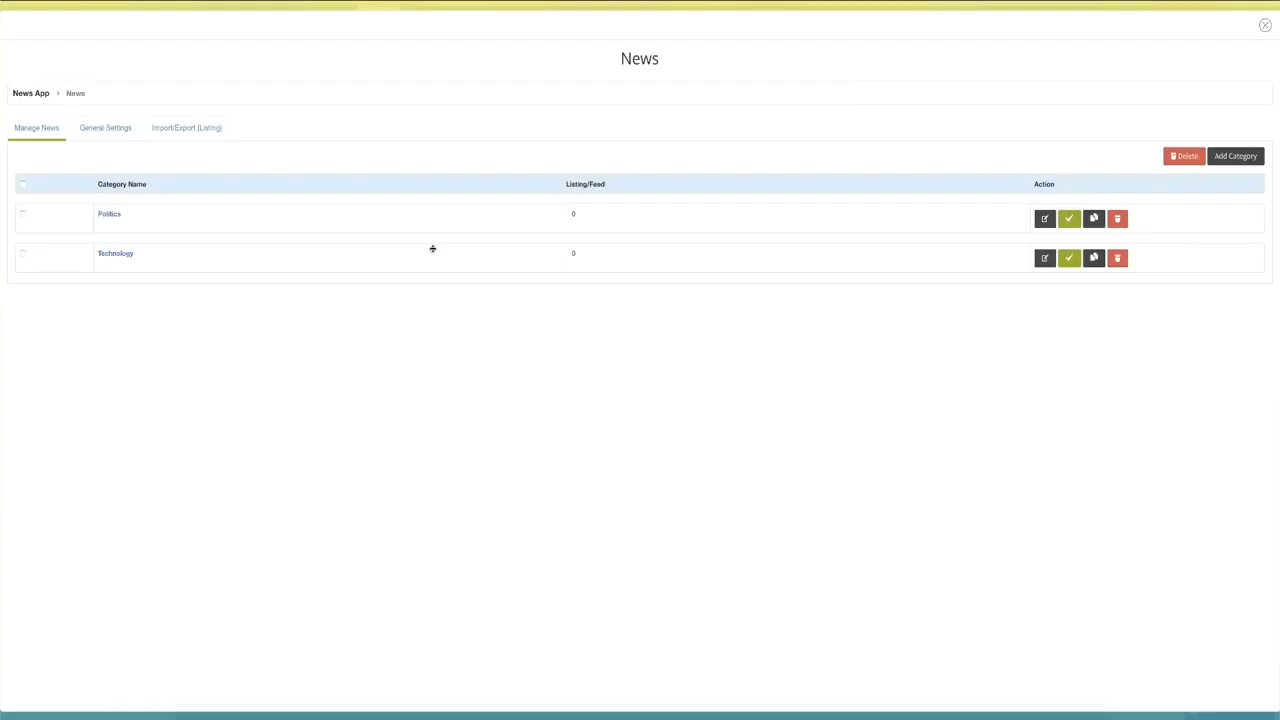 News
News App > News
Manage News General Settings Import/Export (Listing)
Delete Add Category
Category Name Listing/Feed Action
Politics 0
Technology 0